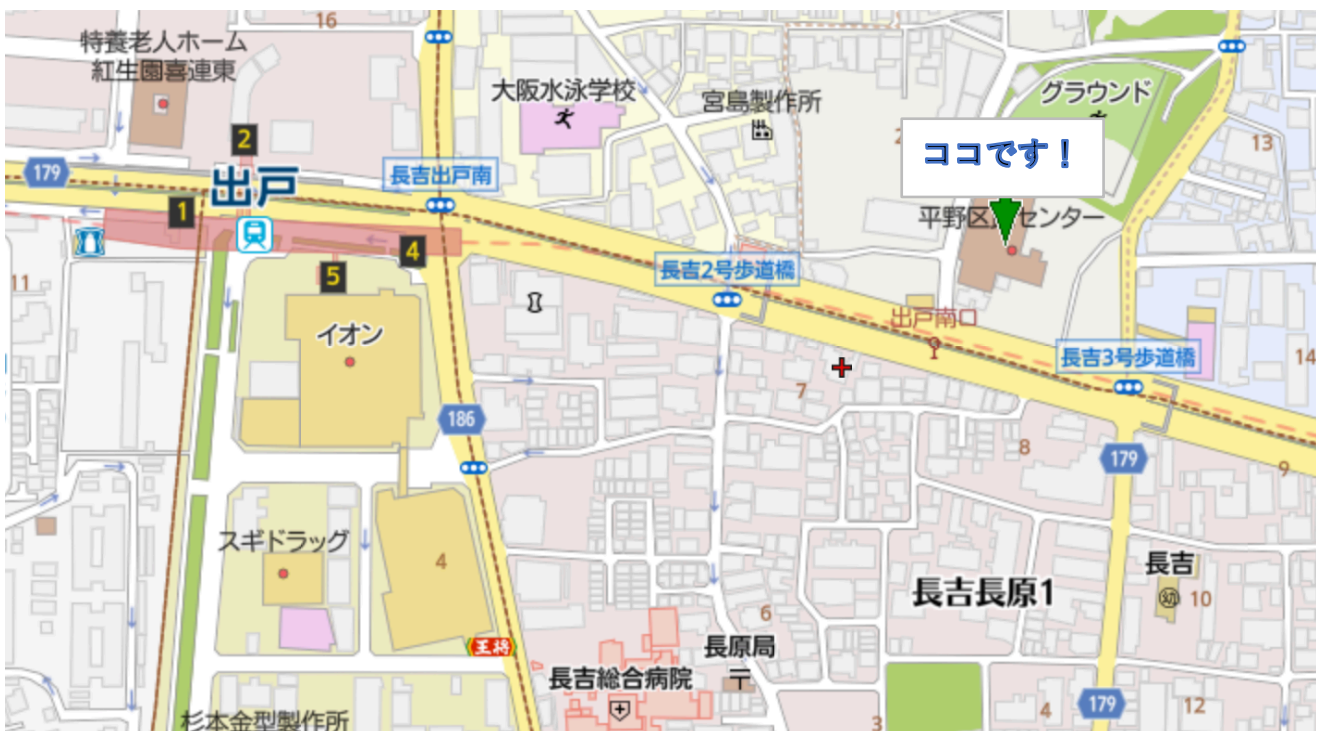 16
特養老人ホーム
紅生園喜連東
大阪水泳学校
宮島製作所
グラウンド
13
2
179
出戸
長吉出戸南
ココです！
1
平野区
センター
4
5
11
長吉2号歩道橋
イオン
出戸南口
長吉3号歩道橋
14
7
186
8
179
9
スギドラッグ
4
長吉
幼
10
長吉長原1
6
王将
長原局
〒
長吉総合病院
179
12
杉本金型製作所
3
4